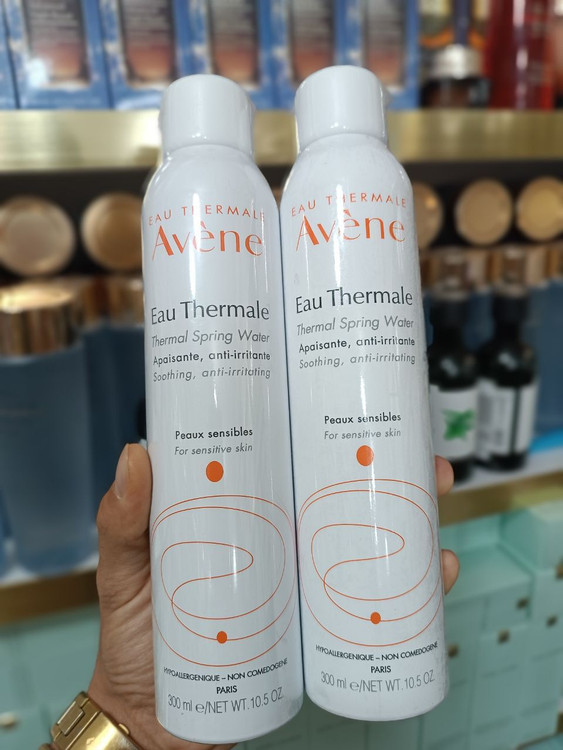 EAU THERMALE
Avène
Eau Thermale
Thermal Spring Water
Apaisante, anti-irritante
Soothing, anti-irritating
Peaux sensibles
For sensitive skin
HYPOALLERGENIQUE – NON COMEDOGENE
PARIS
300 ml e/NET WT. 10.5 OZ.
EAU THERMALE
Avène
Eau Thermale
Thermal Spring Water
Apaisante, anti-irritante
Soothing, anti-irritating
Peaux sensibles
For sensitive skin
HYPOALLERGENIQUE – NON COMEDOGENE
PARIS
300 ml e/NET WT. 10.5 OZ.